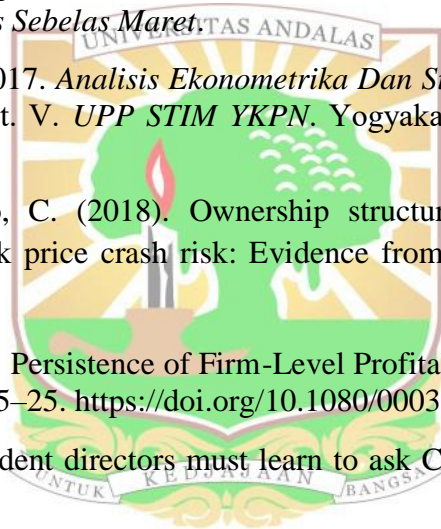 s Sebelas Maret.
UNIVERSITAS ANDALAS
017. Analisis Ekonometrika Dan St
t. V. UPP STIM YKPN. Yogyaka
, C. (2018). Ownership structur
k price crash risk: Evidence from
Persistence of Firm-Level Profita
5–25. https://doi.org/10.1080/0003
dent directors must learn to ask C
UNTUK KEDJAJAAN BANGSA